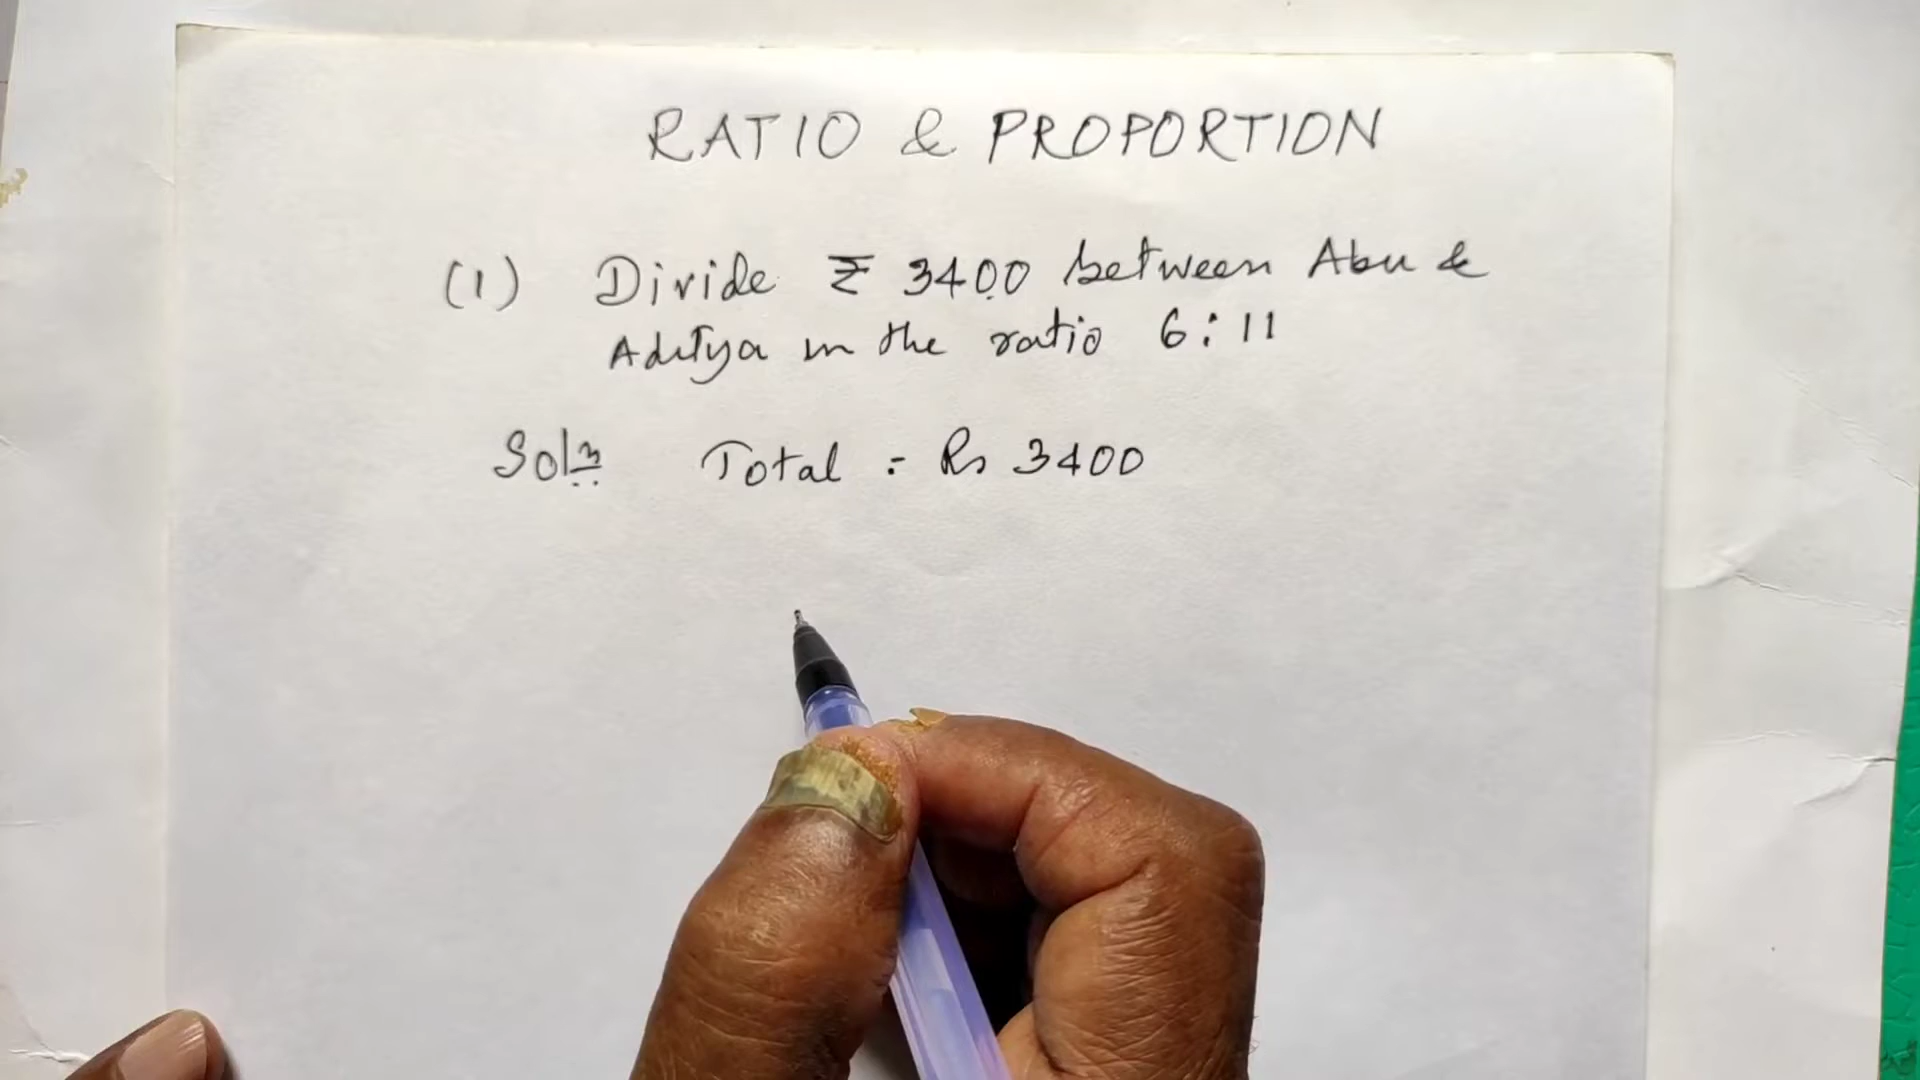 RATIO & PROPORTION
(1) Divide ₹ 3400 between Abu &
Aditya in the ratio 6:11
Soln Total = Rs 3400